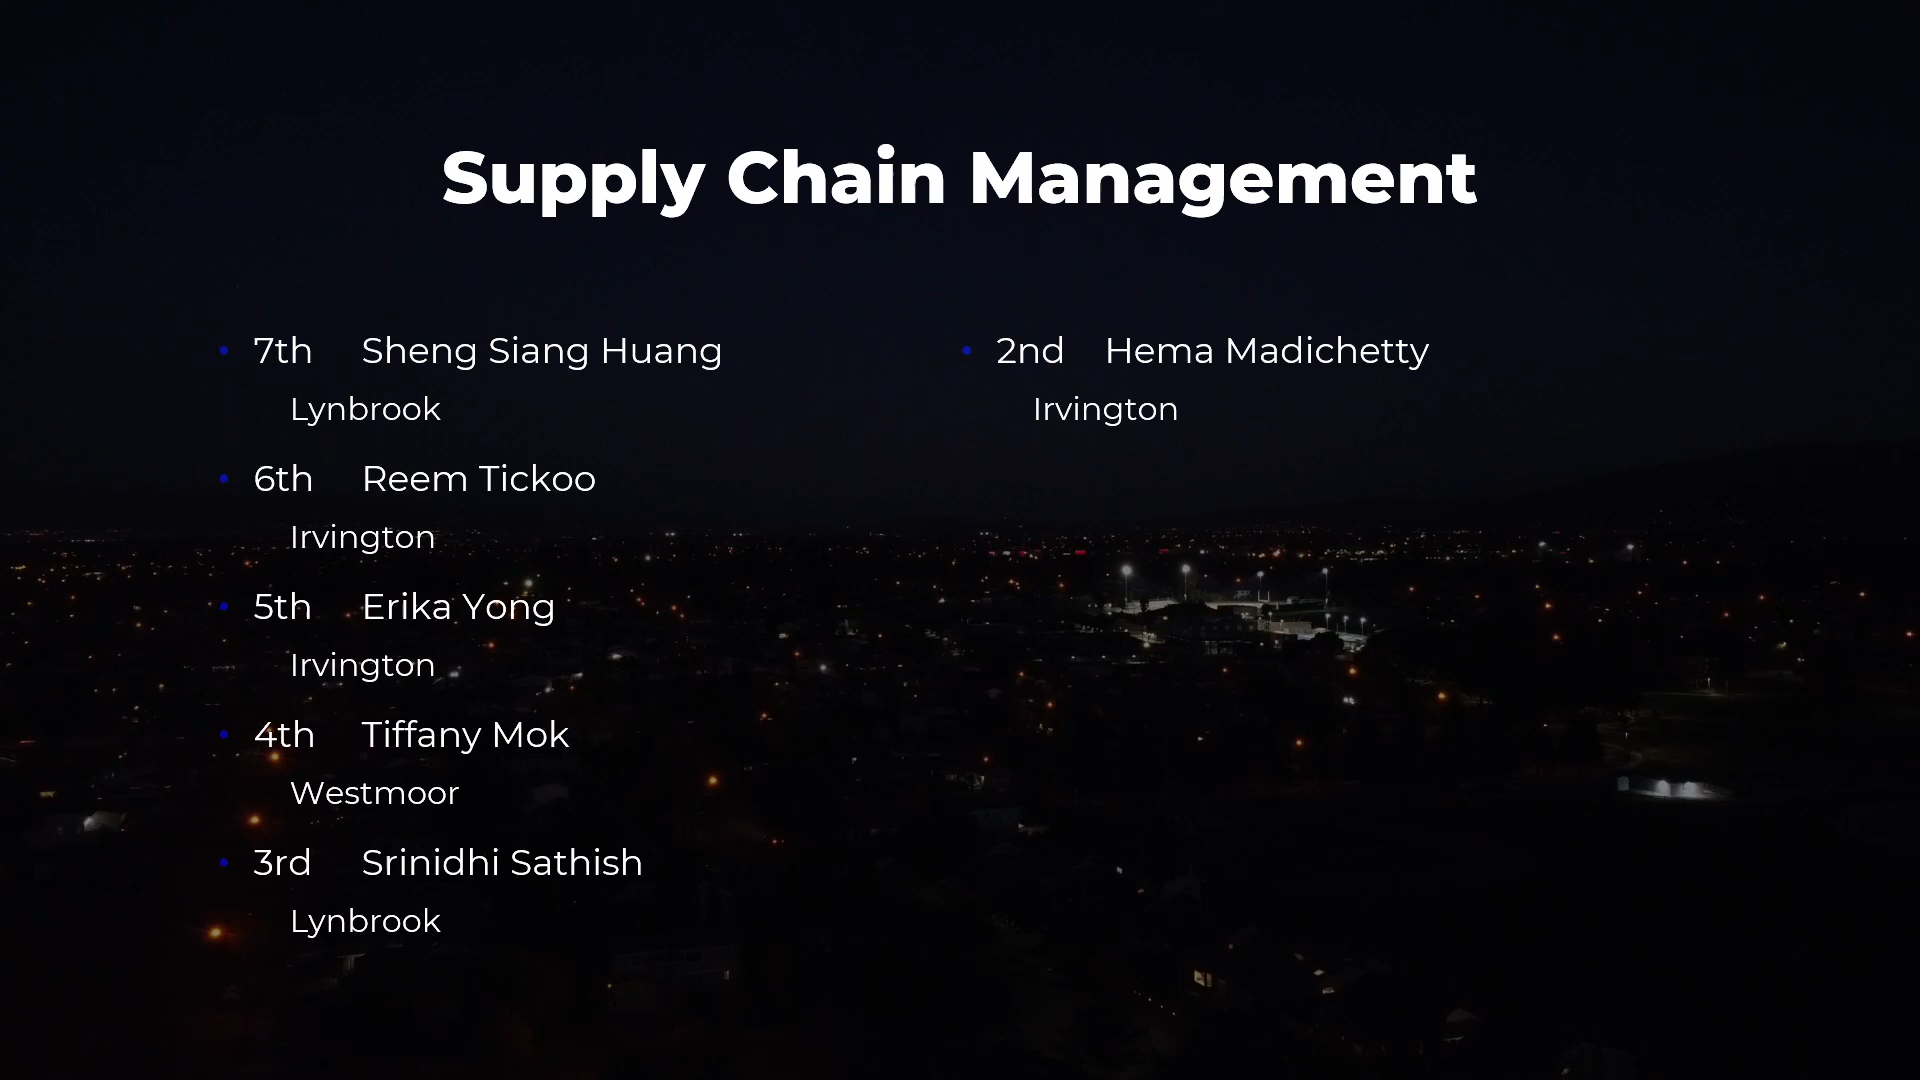 Supply Chain Management
• 7th Sheng Siang Huang
Lynbrook
• 6th Reem Tickoo
Irvington
• 5th Erika Yong
Irvington
• 4th Tiffany Mok
Westmoor
• 3rd Srinidhi Sathish
Lynbrook
• 2nd Hema Madichetty
Irvington